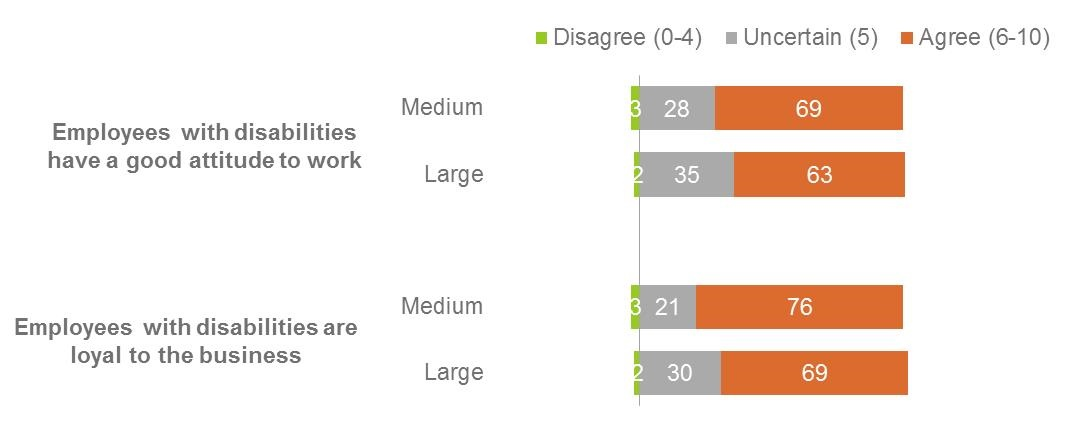 Disagree (0-4) Uncertain (5) Agree (6-10)
Medium 3 28 69
Employees with disabilities
have a good attitude to work
Large 2 35 63
Medium 3 21 76
Employees with disabilities are
loyal to the business
Large 2 30 69